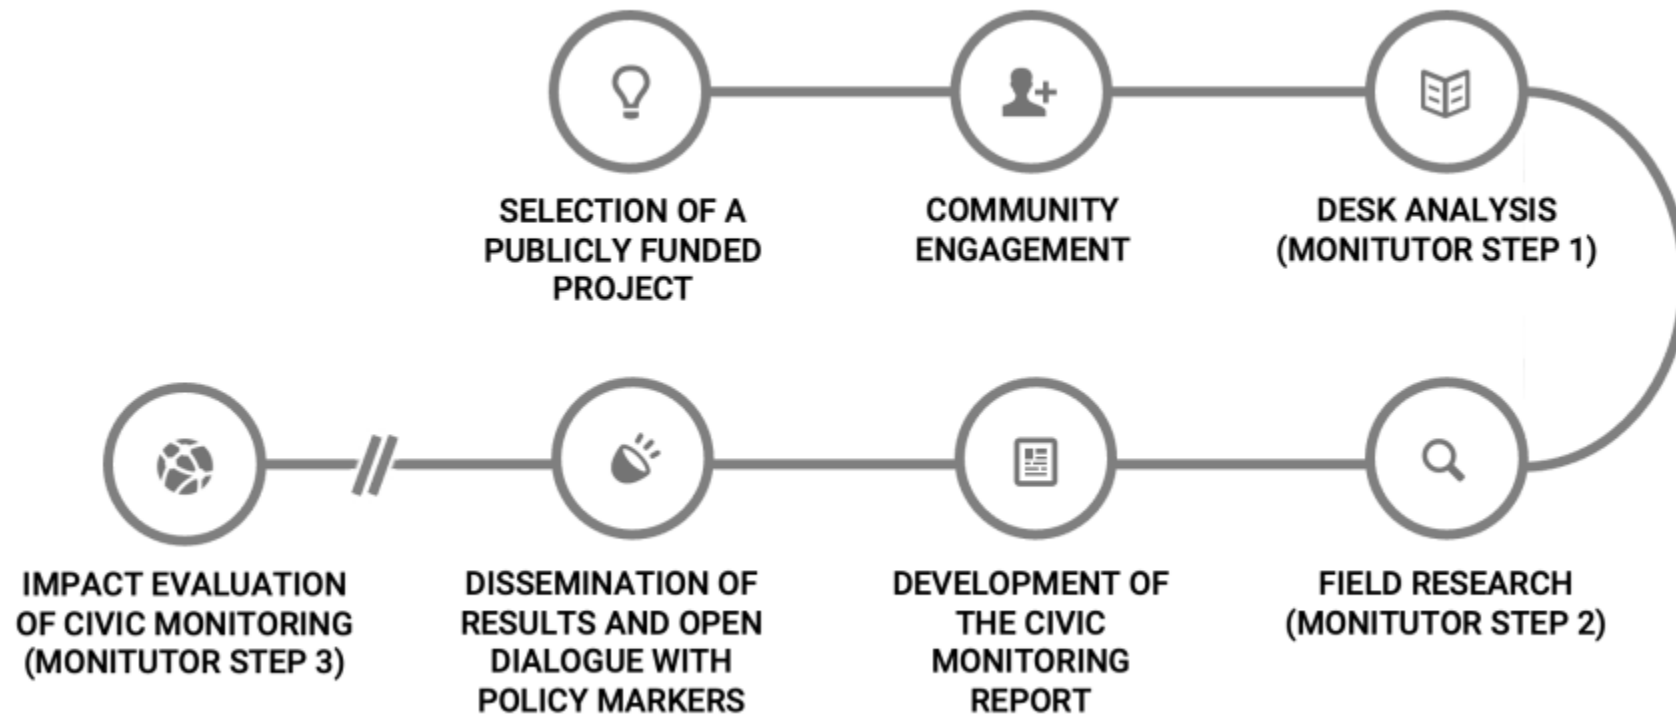 SELECTION OF A
PUBLICLY FUNDED
PROJECT
COMMUNITY
ENGAGEMENT
DESK ANALYSIS
(MONITUTOR STEP 1)
IMPACT EVALUATION
OF CIVIC MONITORING
(MONITUTOR STEP 3)
DISSEMINATION OF
RESULTS AND OPEN
DIALOGUE WITH
POLICY MARKERS
DEVELOPMENT OF
THE CIVIC
MONITORING
REPORT
FIELD RESEARCH
(MONITUTOR STEP 2)